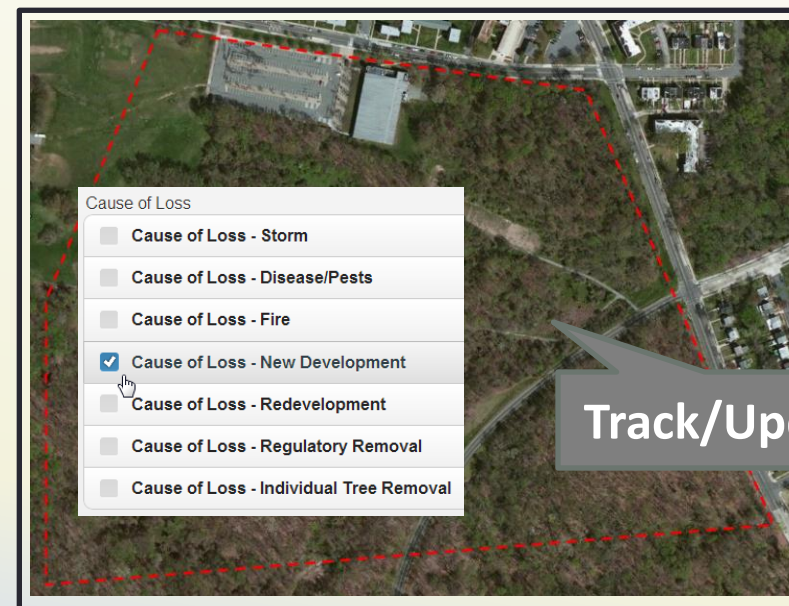 Cause of Loss
Cause of Loss - Storm
Cause of Loss - Disease/Pests
Cause of Loss - Fire
Cause of Loss - New Development
Cause of Loss - Redevelopment
Cause of Loss - Regulatory Removal
Cause of Loss - Individual Tree Removal
Track/